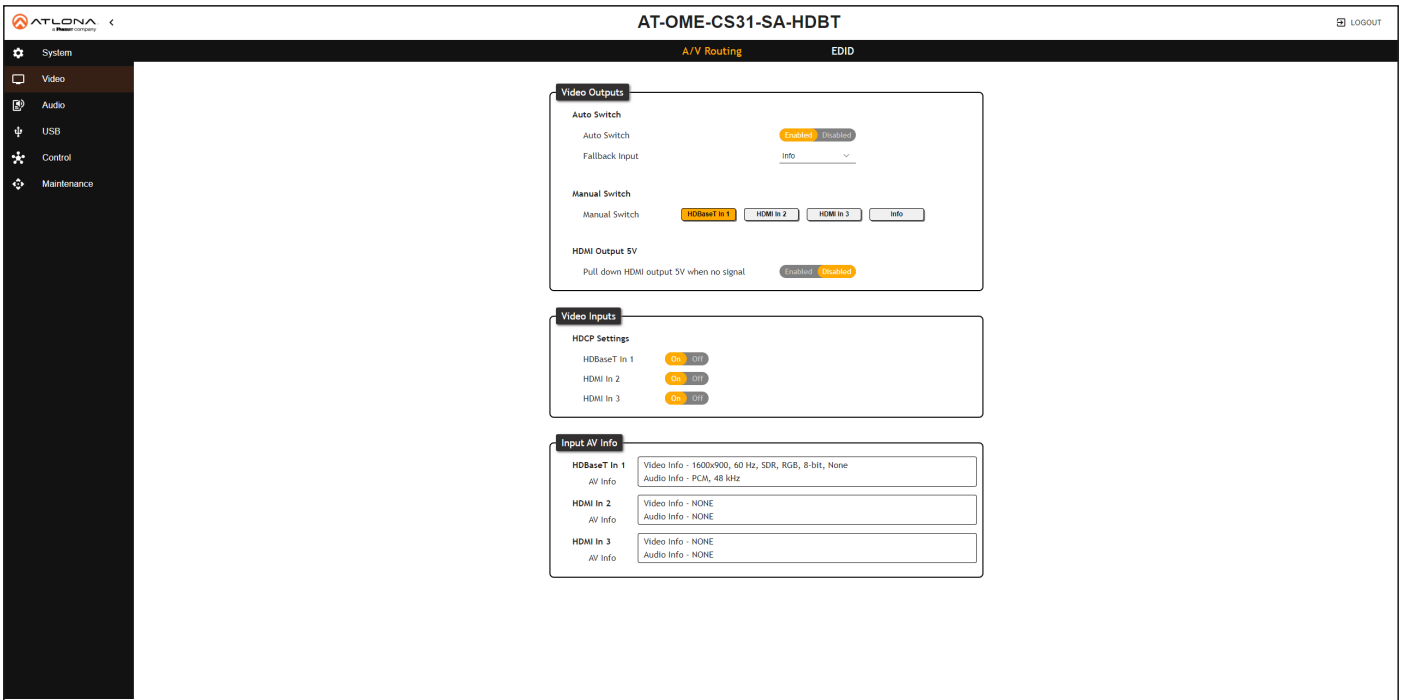 ATLONA
a Panduit company
AT-OME-CS31-SA-HDBT
LOGOUT
System
Video
Audio
USB
Control
Maintenance
A/V Routing EDID
Video Outputs
Auto Switch
Auto Switch Enabled Disabled
Fallback Input Info
Manual Switch
Manual Switch HDBaseT In 1 HDMI In 2 HDMI In 3 Info
HDMI Output 5V
Pull down HDMI output 5V when no signal Enabled Disabled
Video Inputs
HDCP Settings
HDBaseT In 1 On Off
HDMI In 2 On Off
HDMI In 3 On Off
Input AV Info
HDBaseT In 1
AV Info
Video Info - 1600x900, 60 Hz, SDR, RGB, 8-bit, None
Audio Info - PCM, 48 kHz
HDMI In 2
AV Info
Video Info - NONE
Audio Info - NONE
HDMI In 3
AV Info
Video Info - NONE
Audio Info - NONE